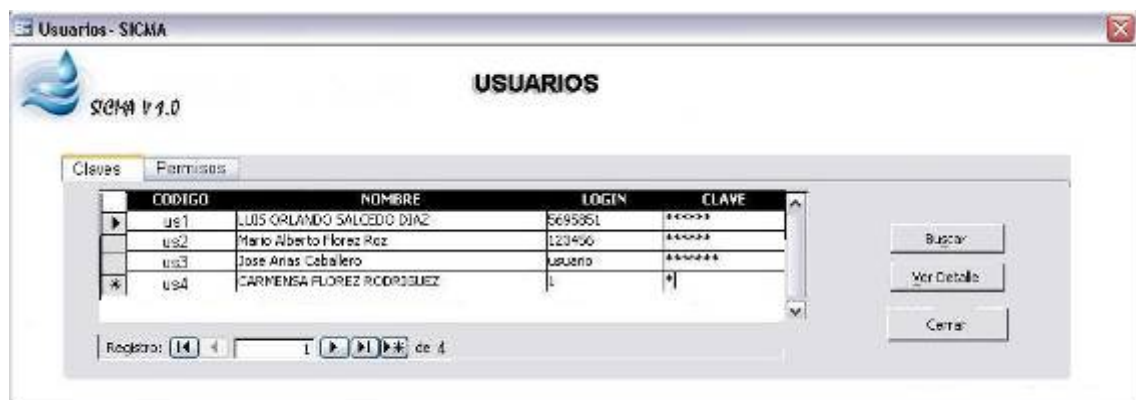 Usuarios - SICMA
SICMA V 1.0
USUARIOS
Claves Permisos
CODIGO NOMBRE LOGIN CLAVE
us1 LUIS ORLANDO SALCEDO DIAZ 5695851 ******
us2 Mario Alberto Florez Roz 123456 ******
us3 Jose Arias Caballero usuario *******
us4 CARMENSA FLOREZ RODRIGUEZ 1 *
Buscar
Ver Detalle
Cerrar
Registro: 1 de 4